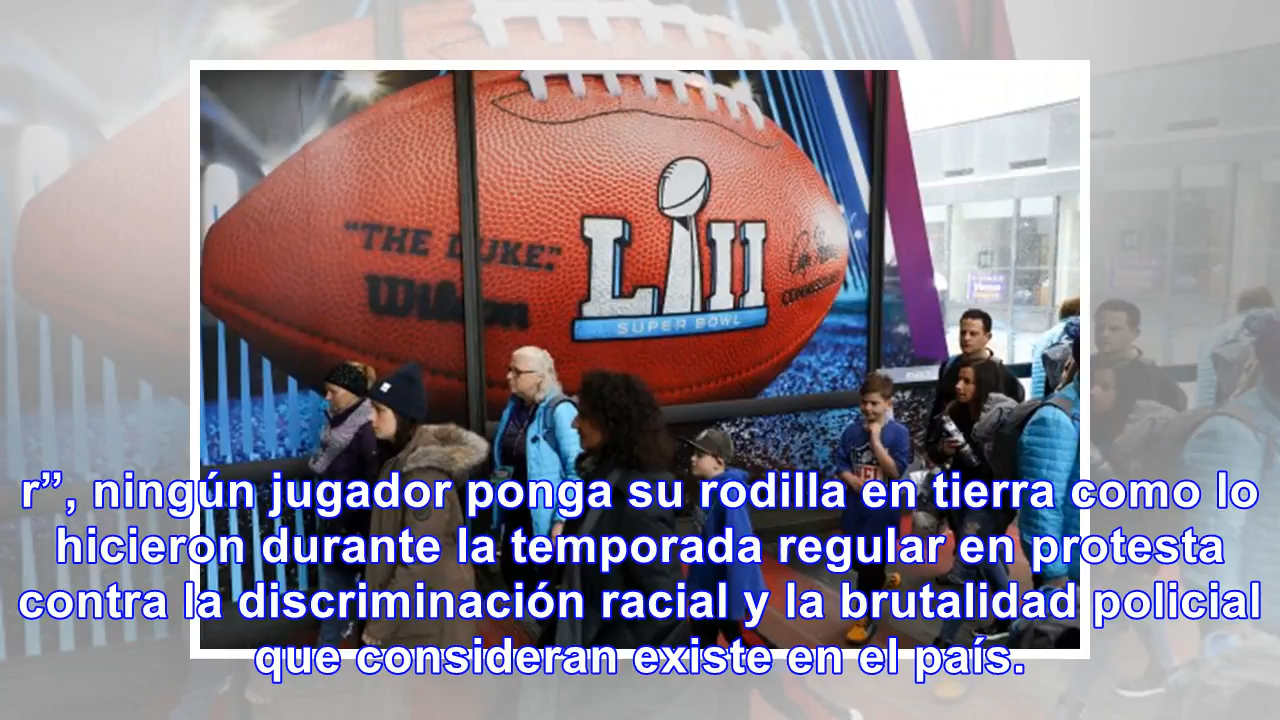 "THE DUKE"
Wilson
LII
SUPER BOWL
r”, ningún jugador ponga su rodilla en tierra como lo
hicieron durante la temporada regular en protesta
contra la discriminación racial y la brutalidad policial
que consideran existe en el país.